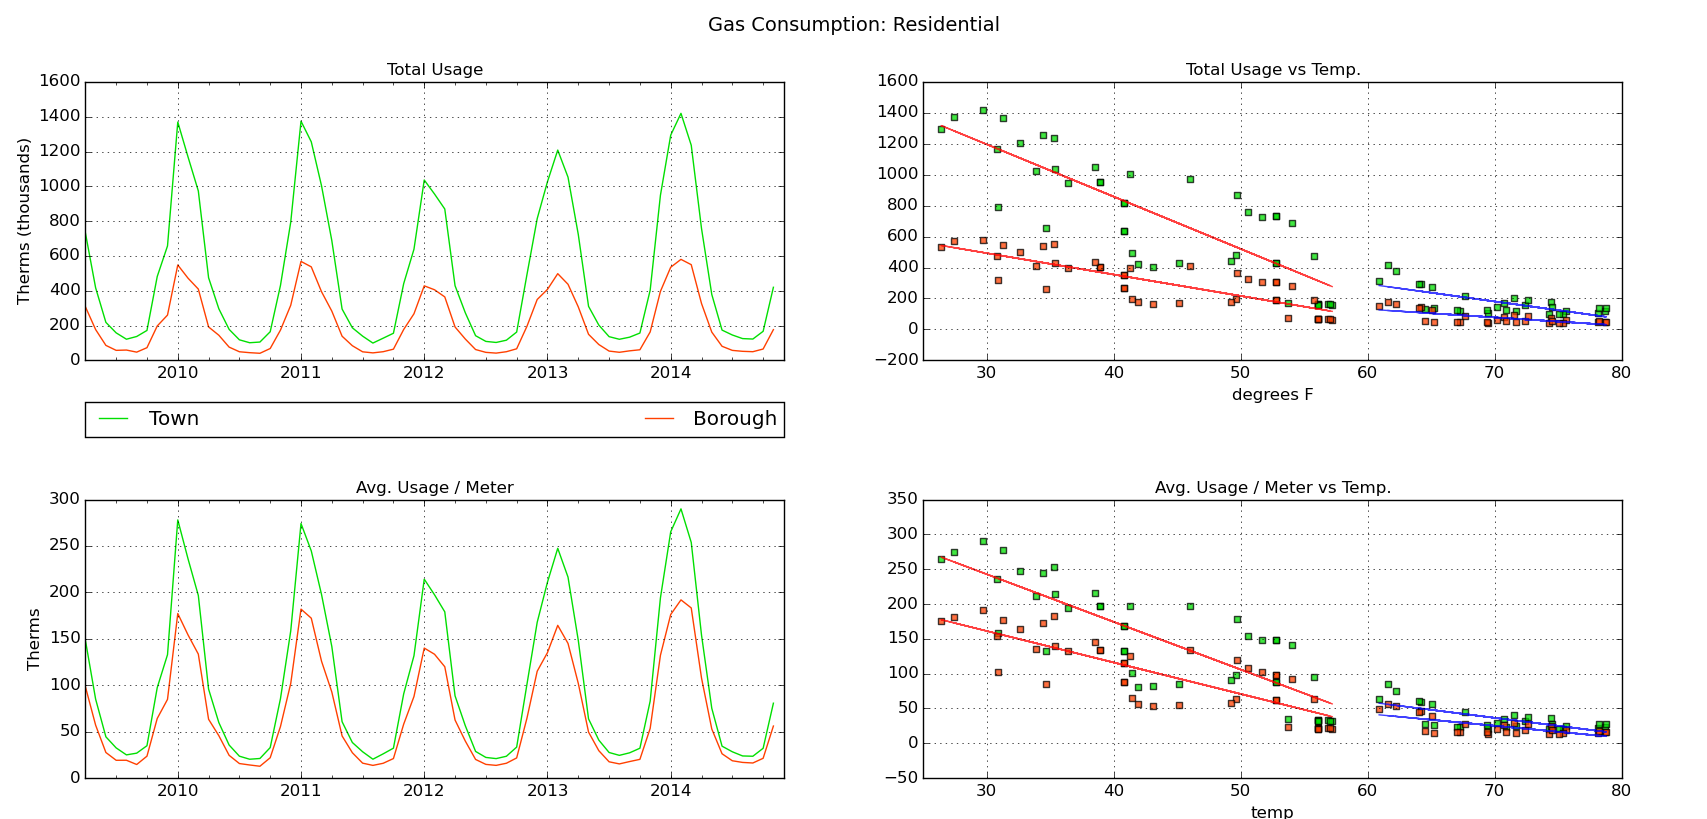 Gas Consumption: Residential
Total Usage
1600
1400
1200
1000
800
600
400
200
0
Therms (thousands)
2010 2011 2012 2013 2014
Total Usage vs Temp.
1600
1400
1200
1000
800
600
400
200
0
−200
30 40 50 60 70 80
degrees F
Town Borough
Avg. Usage / Meter
300
250
200
150
100
50
0
Therms
2010 2011 2012 2013 2014
Avg. Usage / Meter vs Temp.
350
300
250
200
150
100
50
0
−50
30 40 50 60 70 80
temp